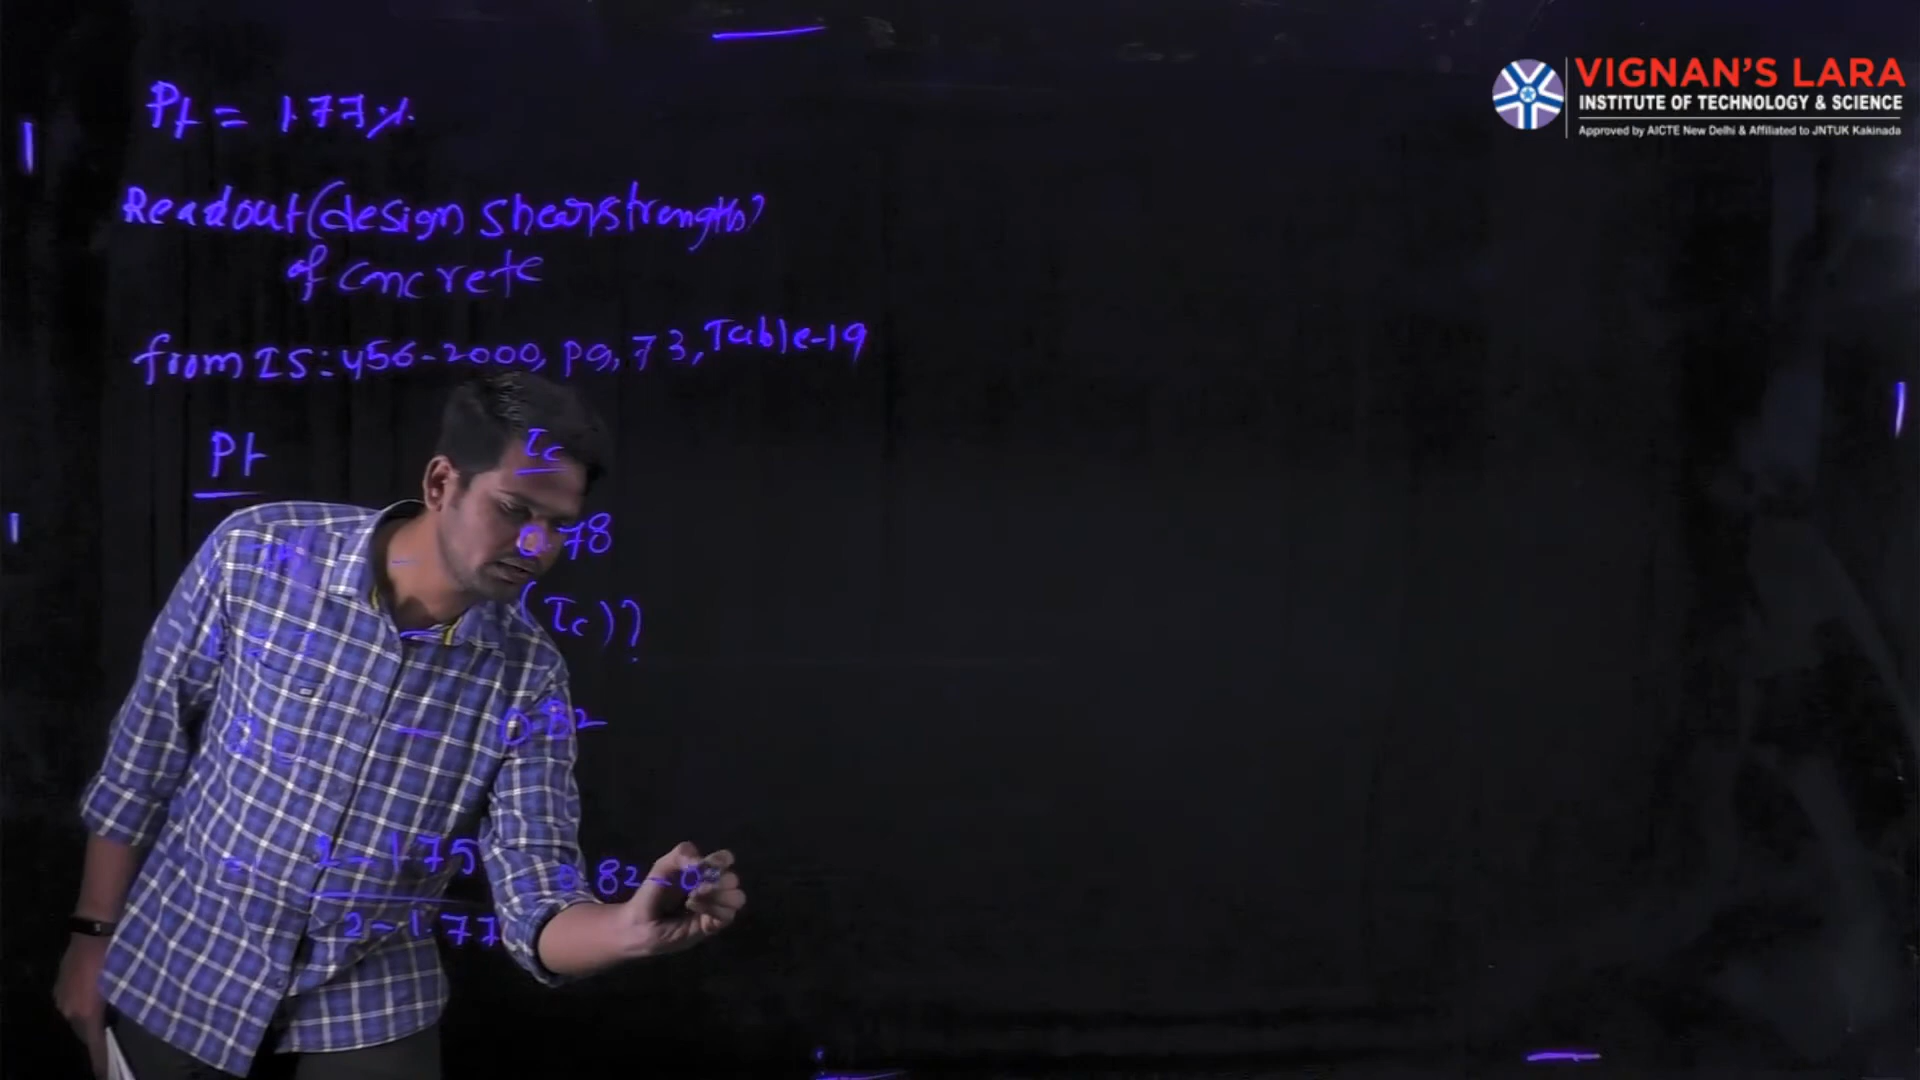 VIGNAN'S LARA
INSTITUTE OF TECHNOLOGY & SCIENCE
Approved by AICTE New Delhi & Affiliated to JNTUK Kakinada
Pt = 1.77%
Readout (design shear strength)
of concrete
from IS:456-2000, pg, 73, Table-19
Pt τc
- 0.78
(τc)?
- 0.82
= 2-1.75 0.82-0
2-1.77